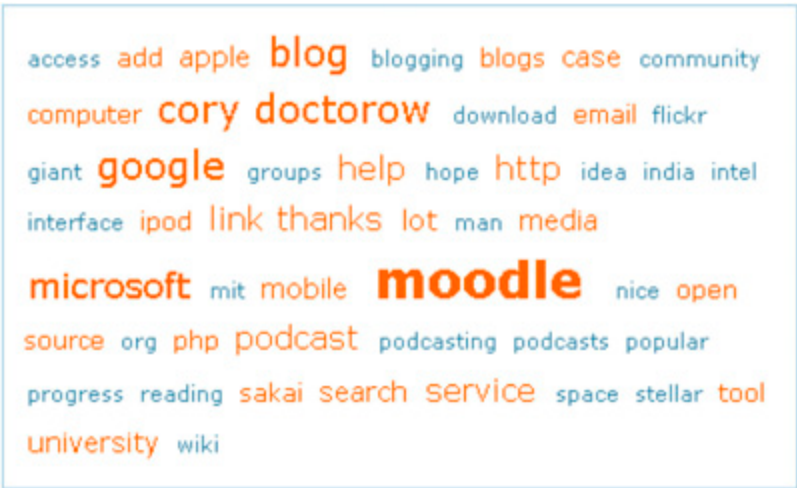 access add apple blog blogging blogs case community
computer cory doctorow download email flickr
giant google groups help hope http idea india intel
interface ipod link thanks lot man media
microsoft mit mobile moodle nice open
source org php podcast podcasting podcasts popular
progress reading sakai search service space stellar tool
university wiki